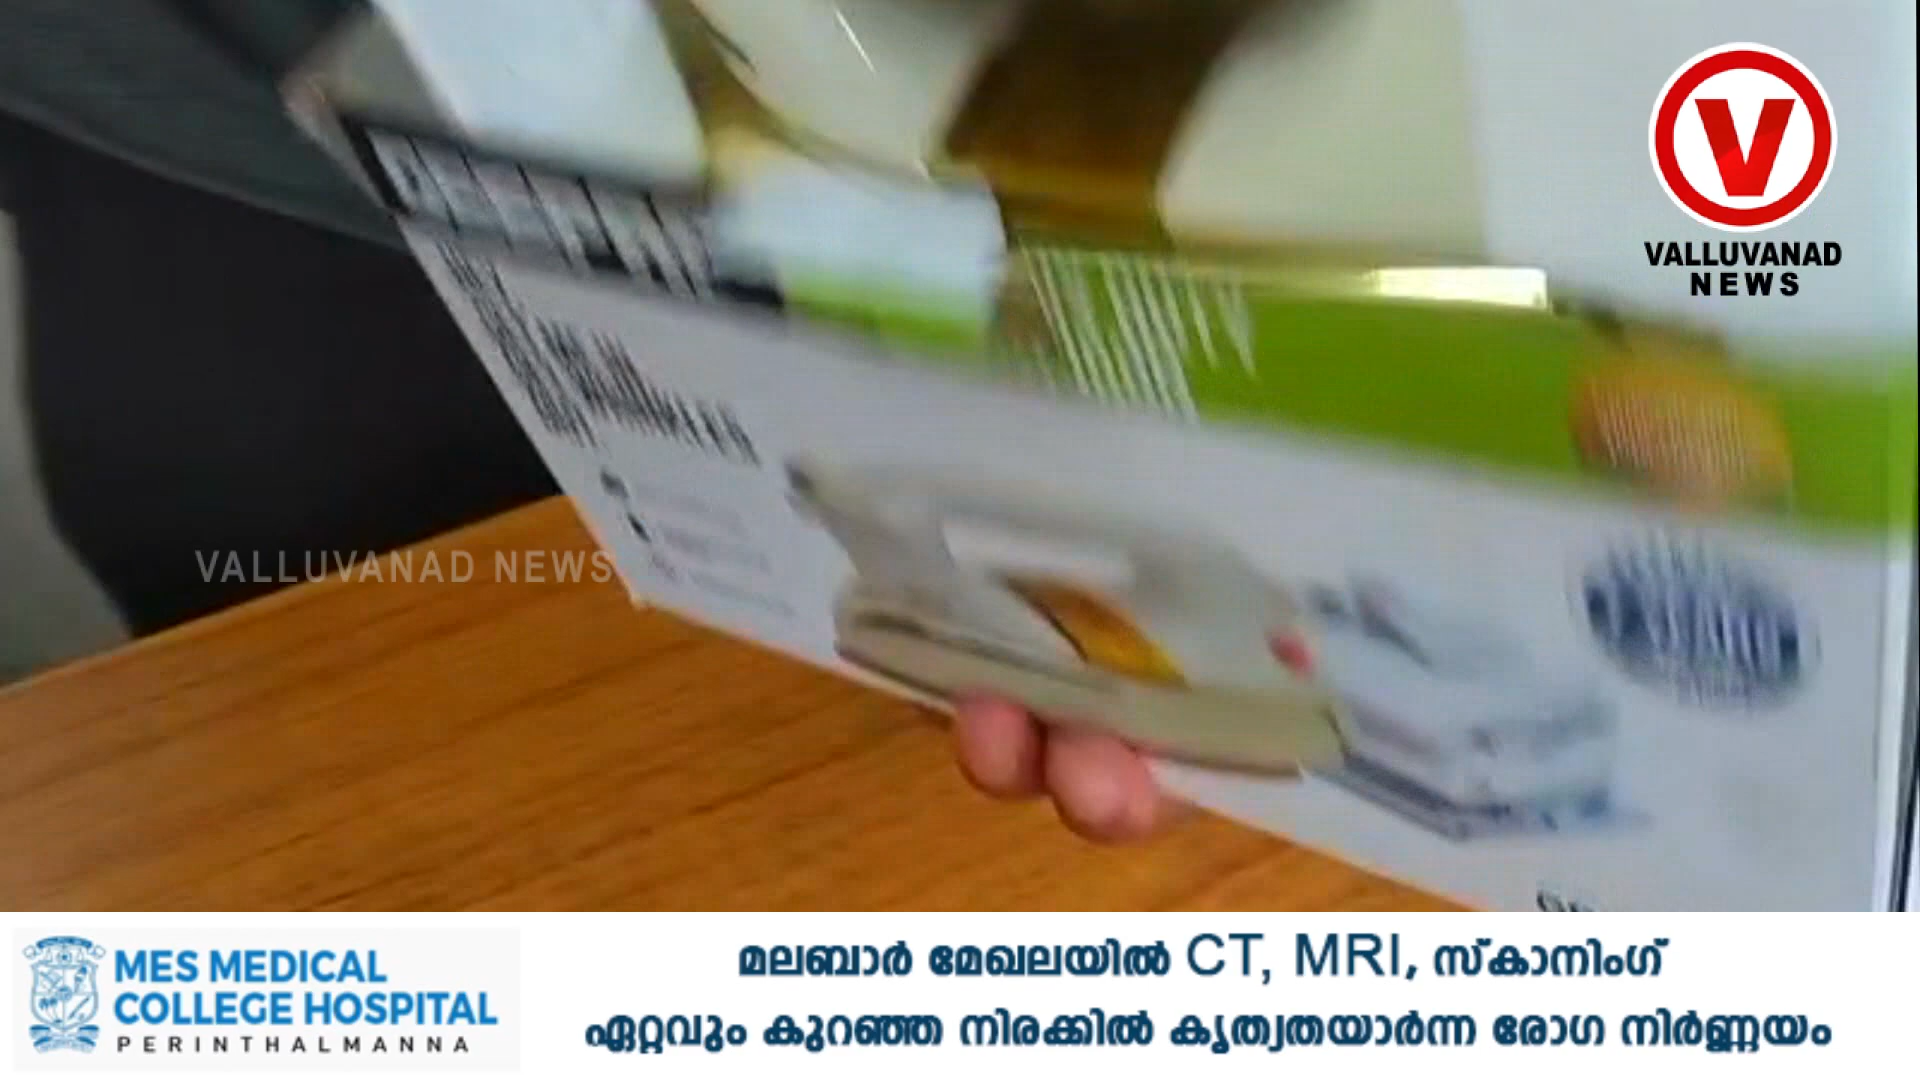 VALLUVANAD
NEWS
VALLUVANAD NEWS
MES MEDICAL
COLLEGE HOSPITAL
PERINTHALMANNA
മലബാർ മേഖലയിൽ CT, MRI, സ്കാനിംഗ്
ഏറ്റവും കുറഞ്ഞ നിരക്കിൽ കൃത്യതയാർന്ന രോഗ നിർണ്ണയം